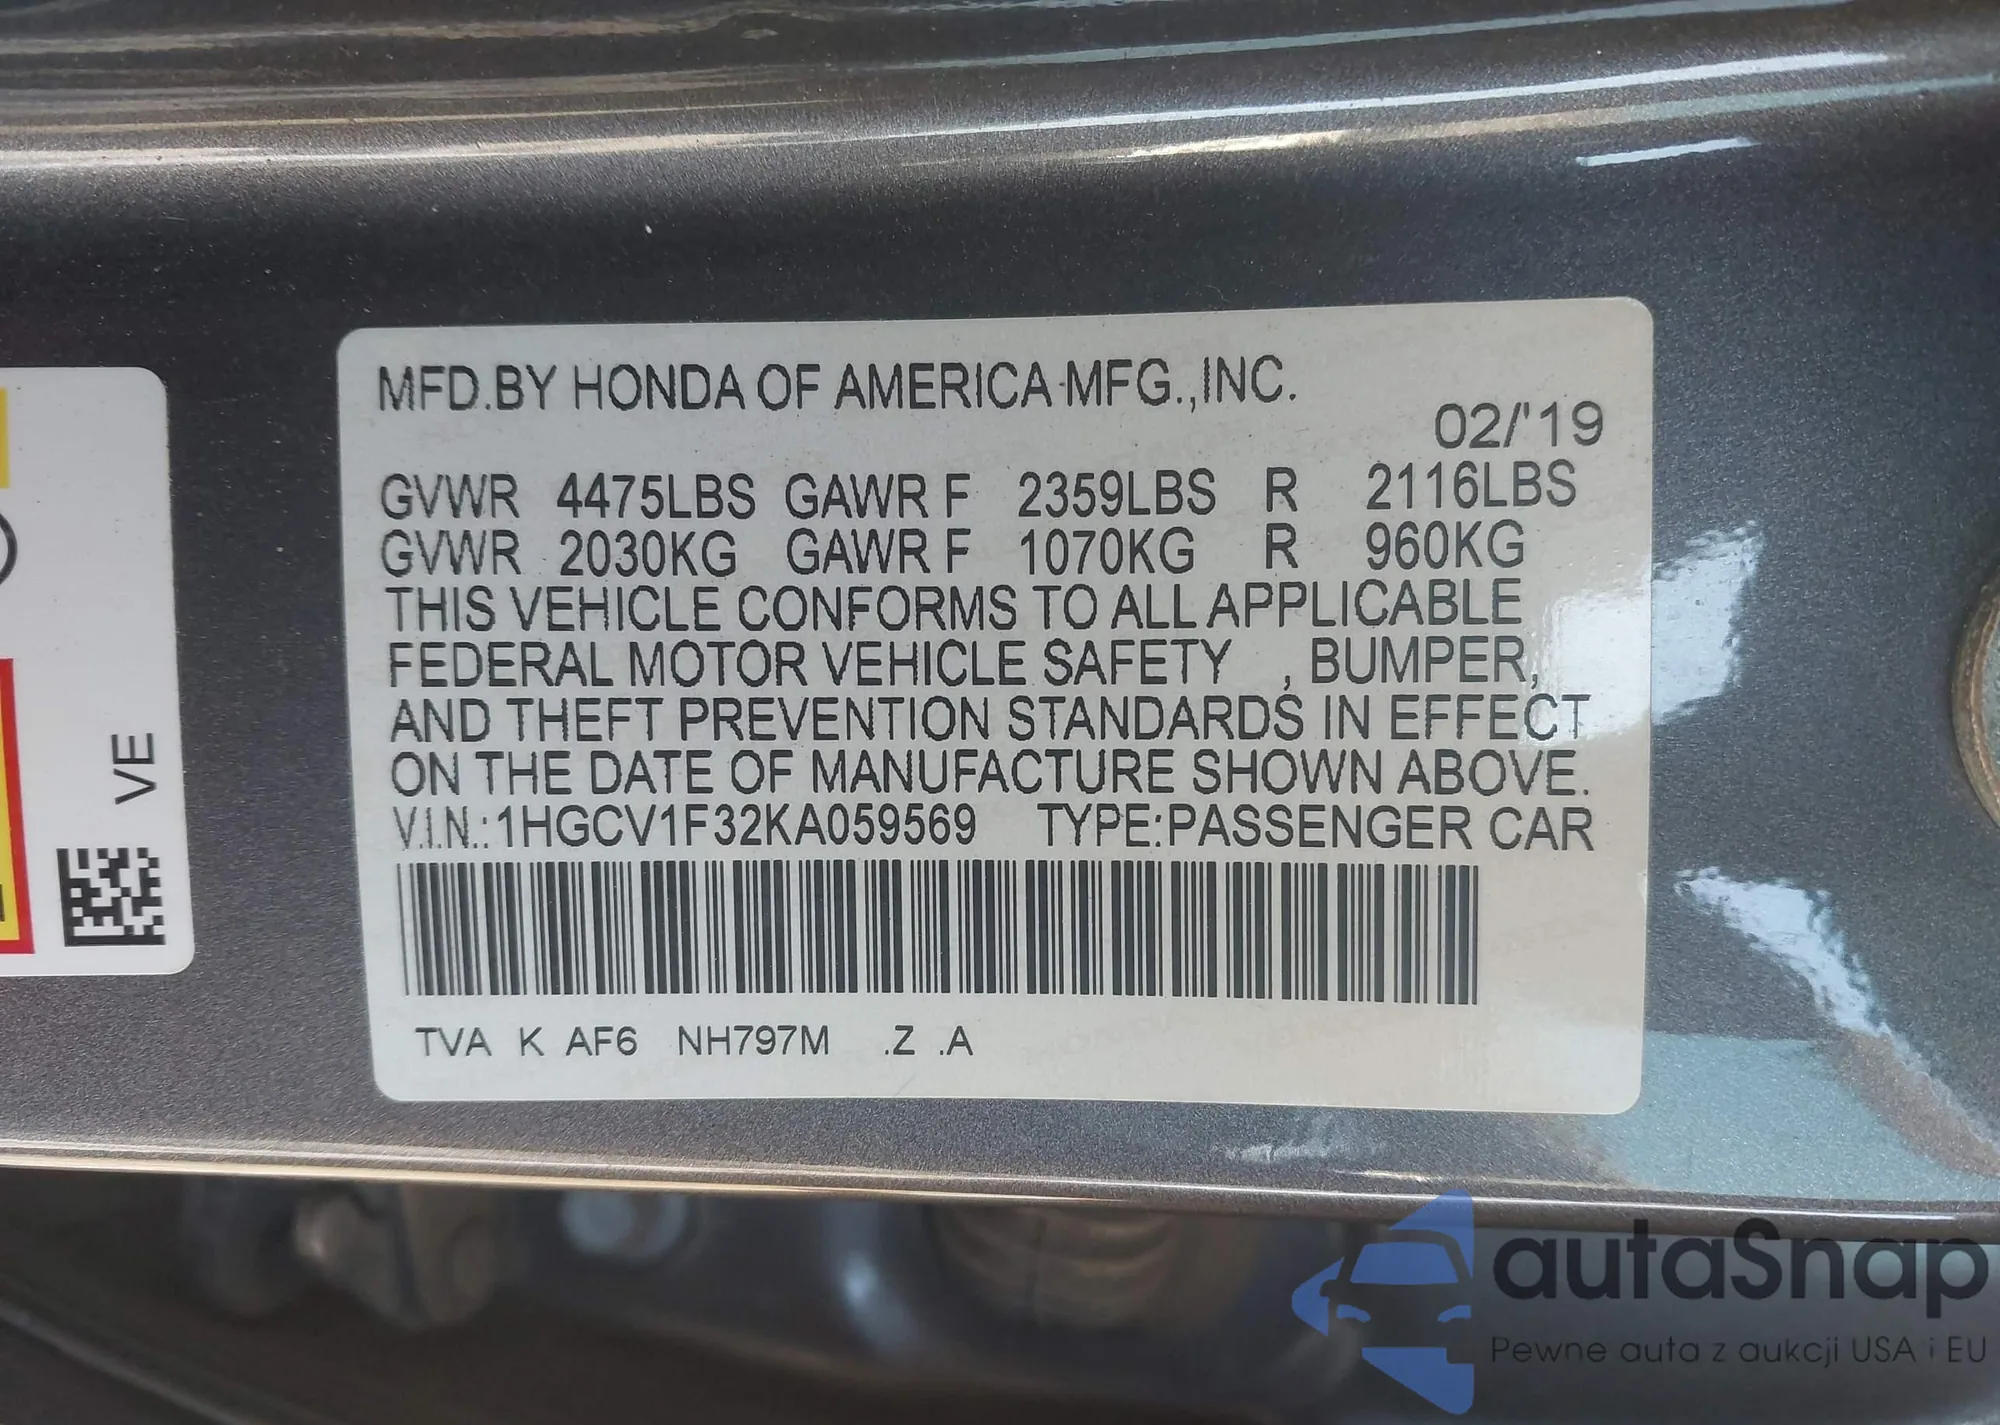 MFD.BY HONDA OF AMERICA MFG.,INC.
02/'19
GVWR 4475LBS GAWR F 2359LBS R 2116LBS
GVWR 2030KG GAWR F 1070KG R 960KG
THIS VEHICLE CONFORMS TO ALL APPLICABLE
FEDERAL MOTOR VEHICLE SAFETY , BUMPER,
AND THEFT PREVENTION STANDARDS IN EFFECT
ON THE DATE OF MANUFACTURE SHOWN ABOVE.
V.I.N.:1HGCV1F32KA059569 TYPE:PASSENGER CAR
TVA K AF6 NH797M .Z .A
VE
autaSnap
Pewne auta z aukcji USA i EU